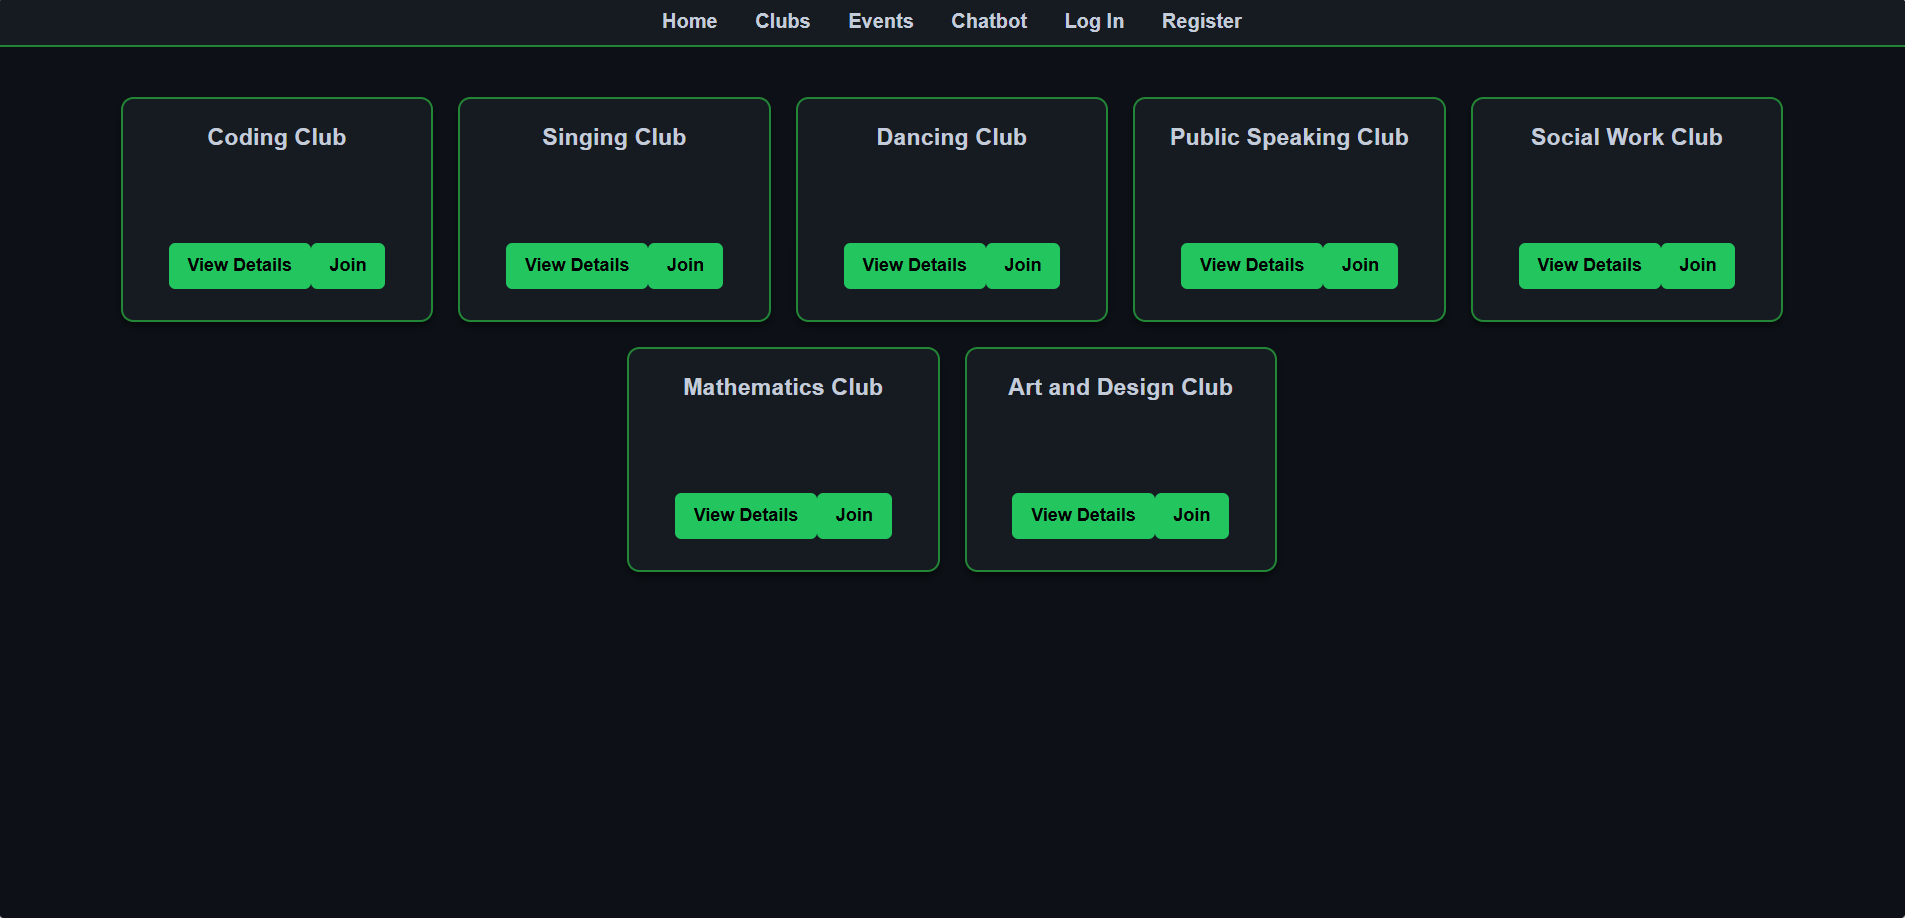 Home Clubs Events Chatbot Log In Register
Coding Club Singing Club Dancing Club Public Speaking Club Social Work Club
View Details Join View Details Join View Details Join View Details Join View Details Join
Mathematics Club Art and Design Club
View Details Join View Details Join